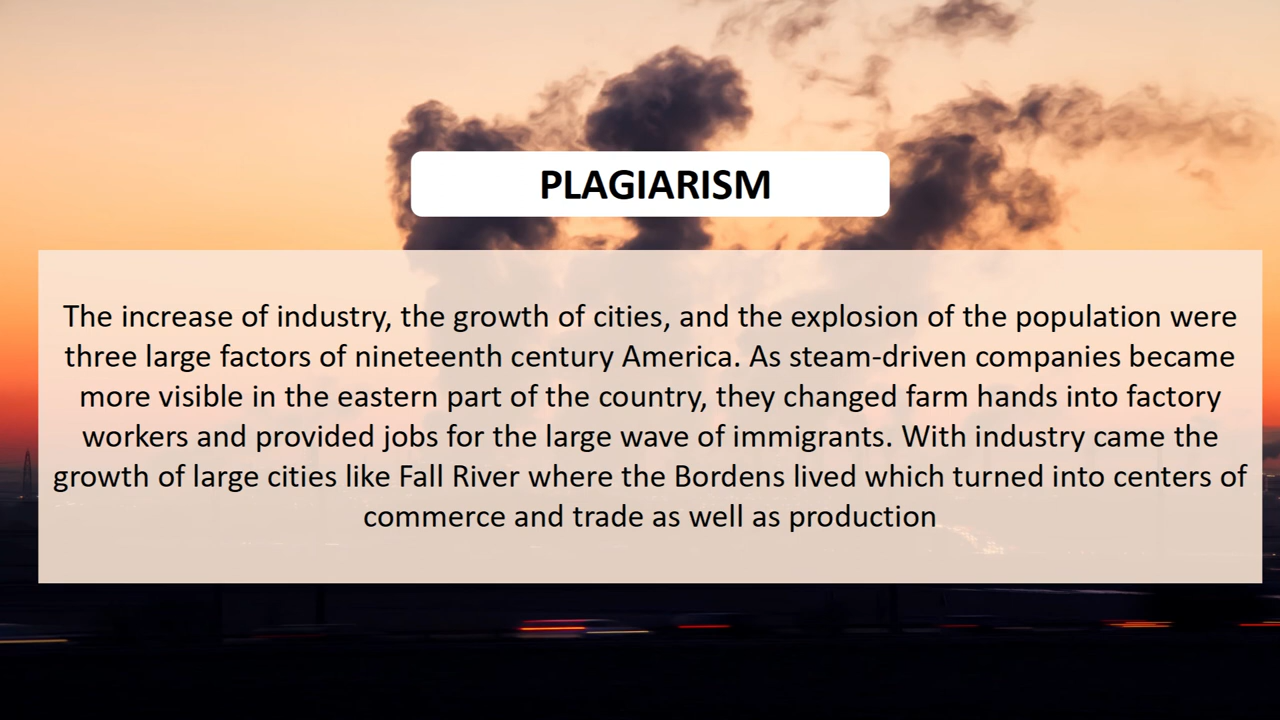 PLAGIARISM
The increase of industry, the growth of cities, and the explosion of the population were
three large factors of nineteenth century America. As steam-driven companies became
more visible in the eastern part of the country, they changed farm hands into factory
workers and provided jobs for the large wave of immigrants. With industry came the
growth of large cities like Fall River where the Bordens lived which turned into centers of
commerce and trade as well as production